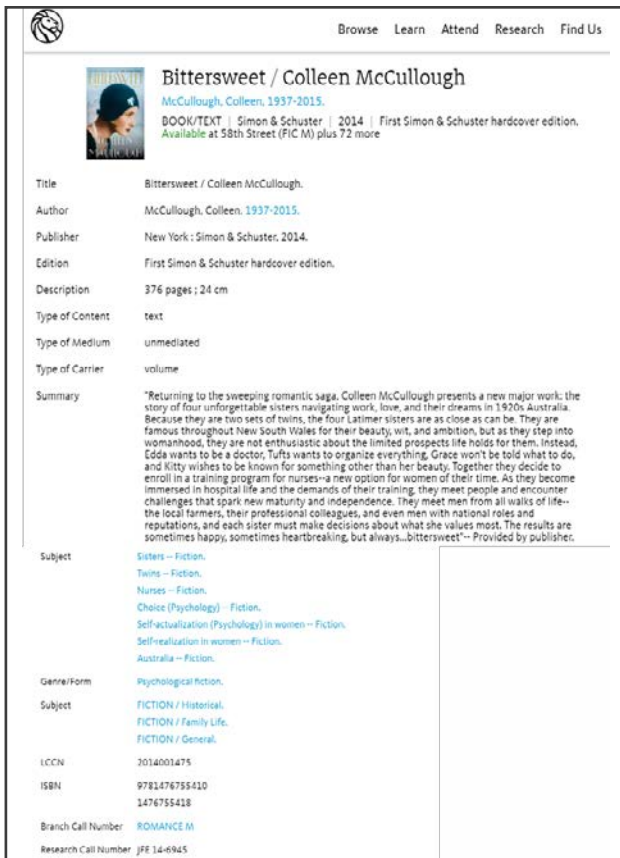 Browse Learn Attend Research Find Us
Bittersweet / Colleen McCullough
McCullough, Colleen, 1937-2015.
BOOK/TEXT | Simon & Schuster | 2014 | First Simon & Schuster hardcover edition.
Available at 58th Street (FIC M) plus 72 more
Title Bittersweet / Colleen McCullough.
Author McCullough, Colleen, 1937-2015.
Publisher New York : Simon & Schuster, 2014.
Edition First Simon & Schuster hardcover edition.
Description 376 pages ; 24 cm
Type of Content text
Type of Medium unmediated
Type of Carrier volume
Summary "Returning to the sweeping romantic saga, Colleen McCullough presents a new major work: the
story of four unforgettable sisters navigating work, love, and their dreams in 1920s Australia.
Because they are two sets of twins, the four Latimer sisters are as close as can be. They are
famous throughout New South Wales for their beauty, wit, and ambition, but as they step into
womanhood, they are not enthusiastic about the limited prospects life holds for them. Instead,
Edda wants to be a doctor, Tufts wants to organize everything, Grace won't be told what to do,
and Kitty wishes to be known for something other than her beauty. Together they decide to
enroll in a training program for nurses--a new option for women of their time. As they become
immersed in hospital life and the demands of their training, they meet people and encounter
challenges that spark new maturity and independence. They meet men from all walks of life--
the local farmers, their professional colleagues, and even men with national roles and
reputations, and each sister must make decisions about what she values most. The results are
sometimes happy, sometimes heartbreaking, but always...bittersweet"-- Provided by publisher.
Subject Sisters -- Fiction.
Twins -- Fiction.
Nurses -- Fiction.
Choice (Psychology) -- Fiction.
Self-actualization (Psychology) in women -- Fiction.
Self-realization in women -- Fiction.
Australia -- Fiction.
Genre/Form Psychological fiction.
Subject FICTION / Historical.
FICTION / Family Life.
FICTION / General.
LCCN 2014001475
ISBN 9781476755410
1476755418
Branch Call Number ROMANCE M
Research Call Number JFE 14-6945